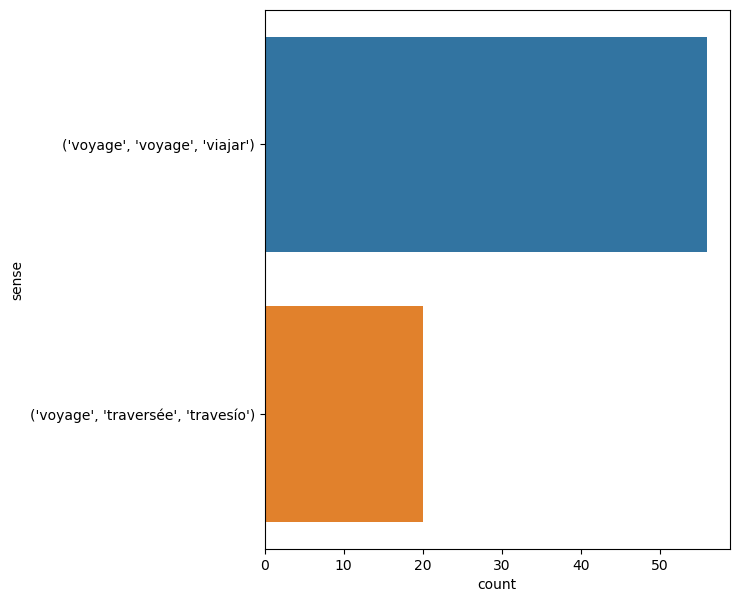 ('voyage', 'voyage', 'viajar')
sense
('voyage', 'traversée', 'travesío')
0 10 20 30 40 50
count